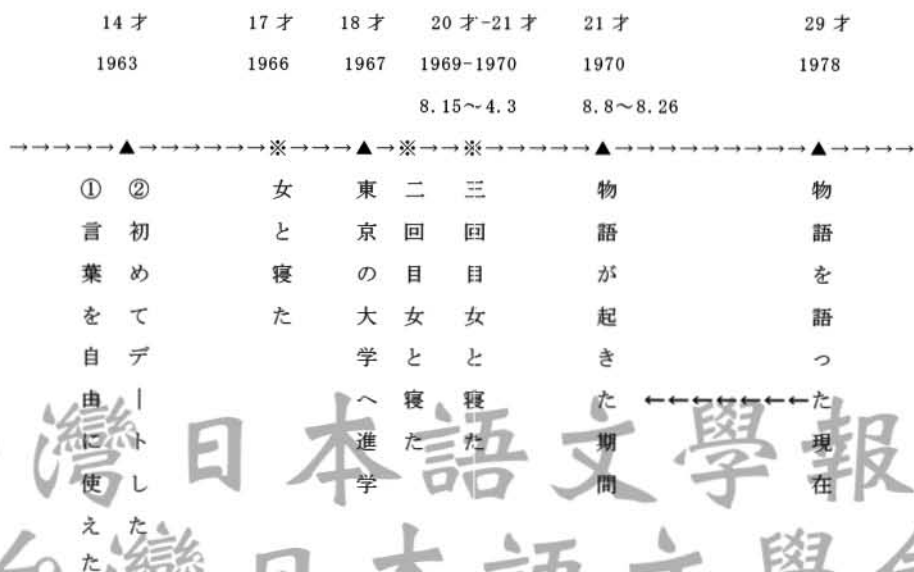 14才 17才 18才 20才-21才 21才 29才
1963 1966 1967 1969-1970 1970 1978
8.15～4.3 8.8～8.26
→→→→→▲→→→→→→→※→→→▲→※→→※→→→→→▲→→→→→→→→→▲→→→→
①言葉を自由に使えた
②初めてデートした
女と寝た
東京の大学へ進学
二回目女と寝た
三回目女と寝た
物語が起きた期間
←←←←←←←
物語を語った現在
灣日本語文學報
台灣日本語文學會